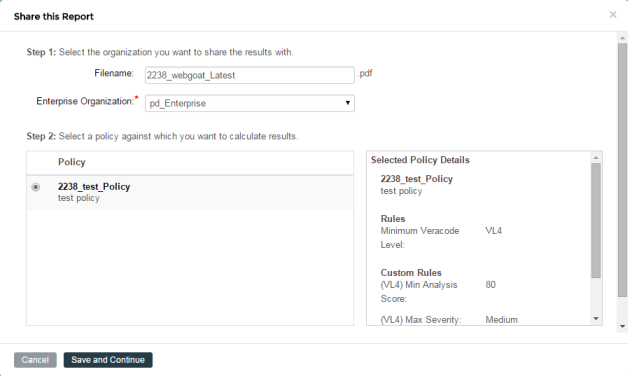 Share this Report
×
Step 1: Select the organization you want to share the results with.
Filename: 2238_webgoat_Latest .pdf
Enterprise Organization:* pd_Enterprise
Step 2: Select a policy against which you want to calculate results.
Policy
2238_test_Policy
test policy
Selected Policy Details
2238_test_Policy
test policy
Rules
Minimum Veracode VL4
Level:
Custom Rules
(VL4) Min Analysis 80
Score:
(VL4) Max Severity: Medium
Cancel Save and Continue